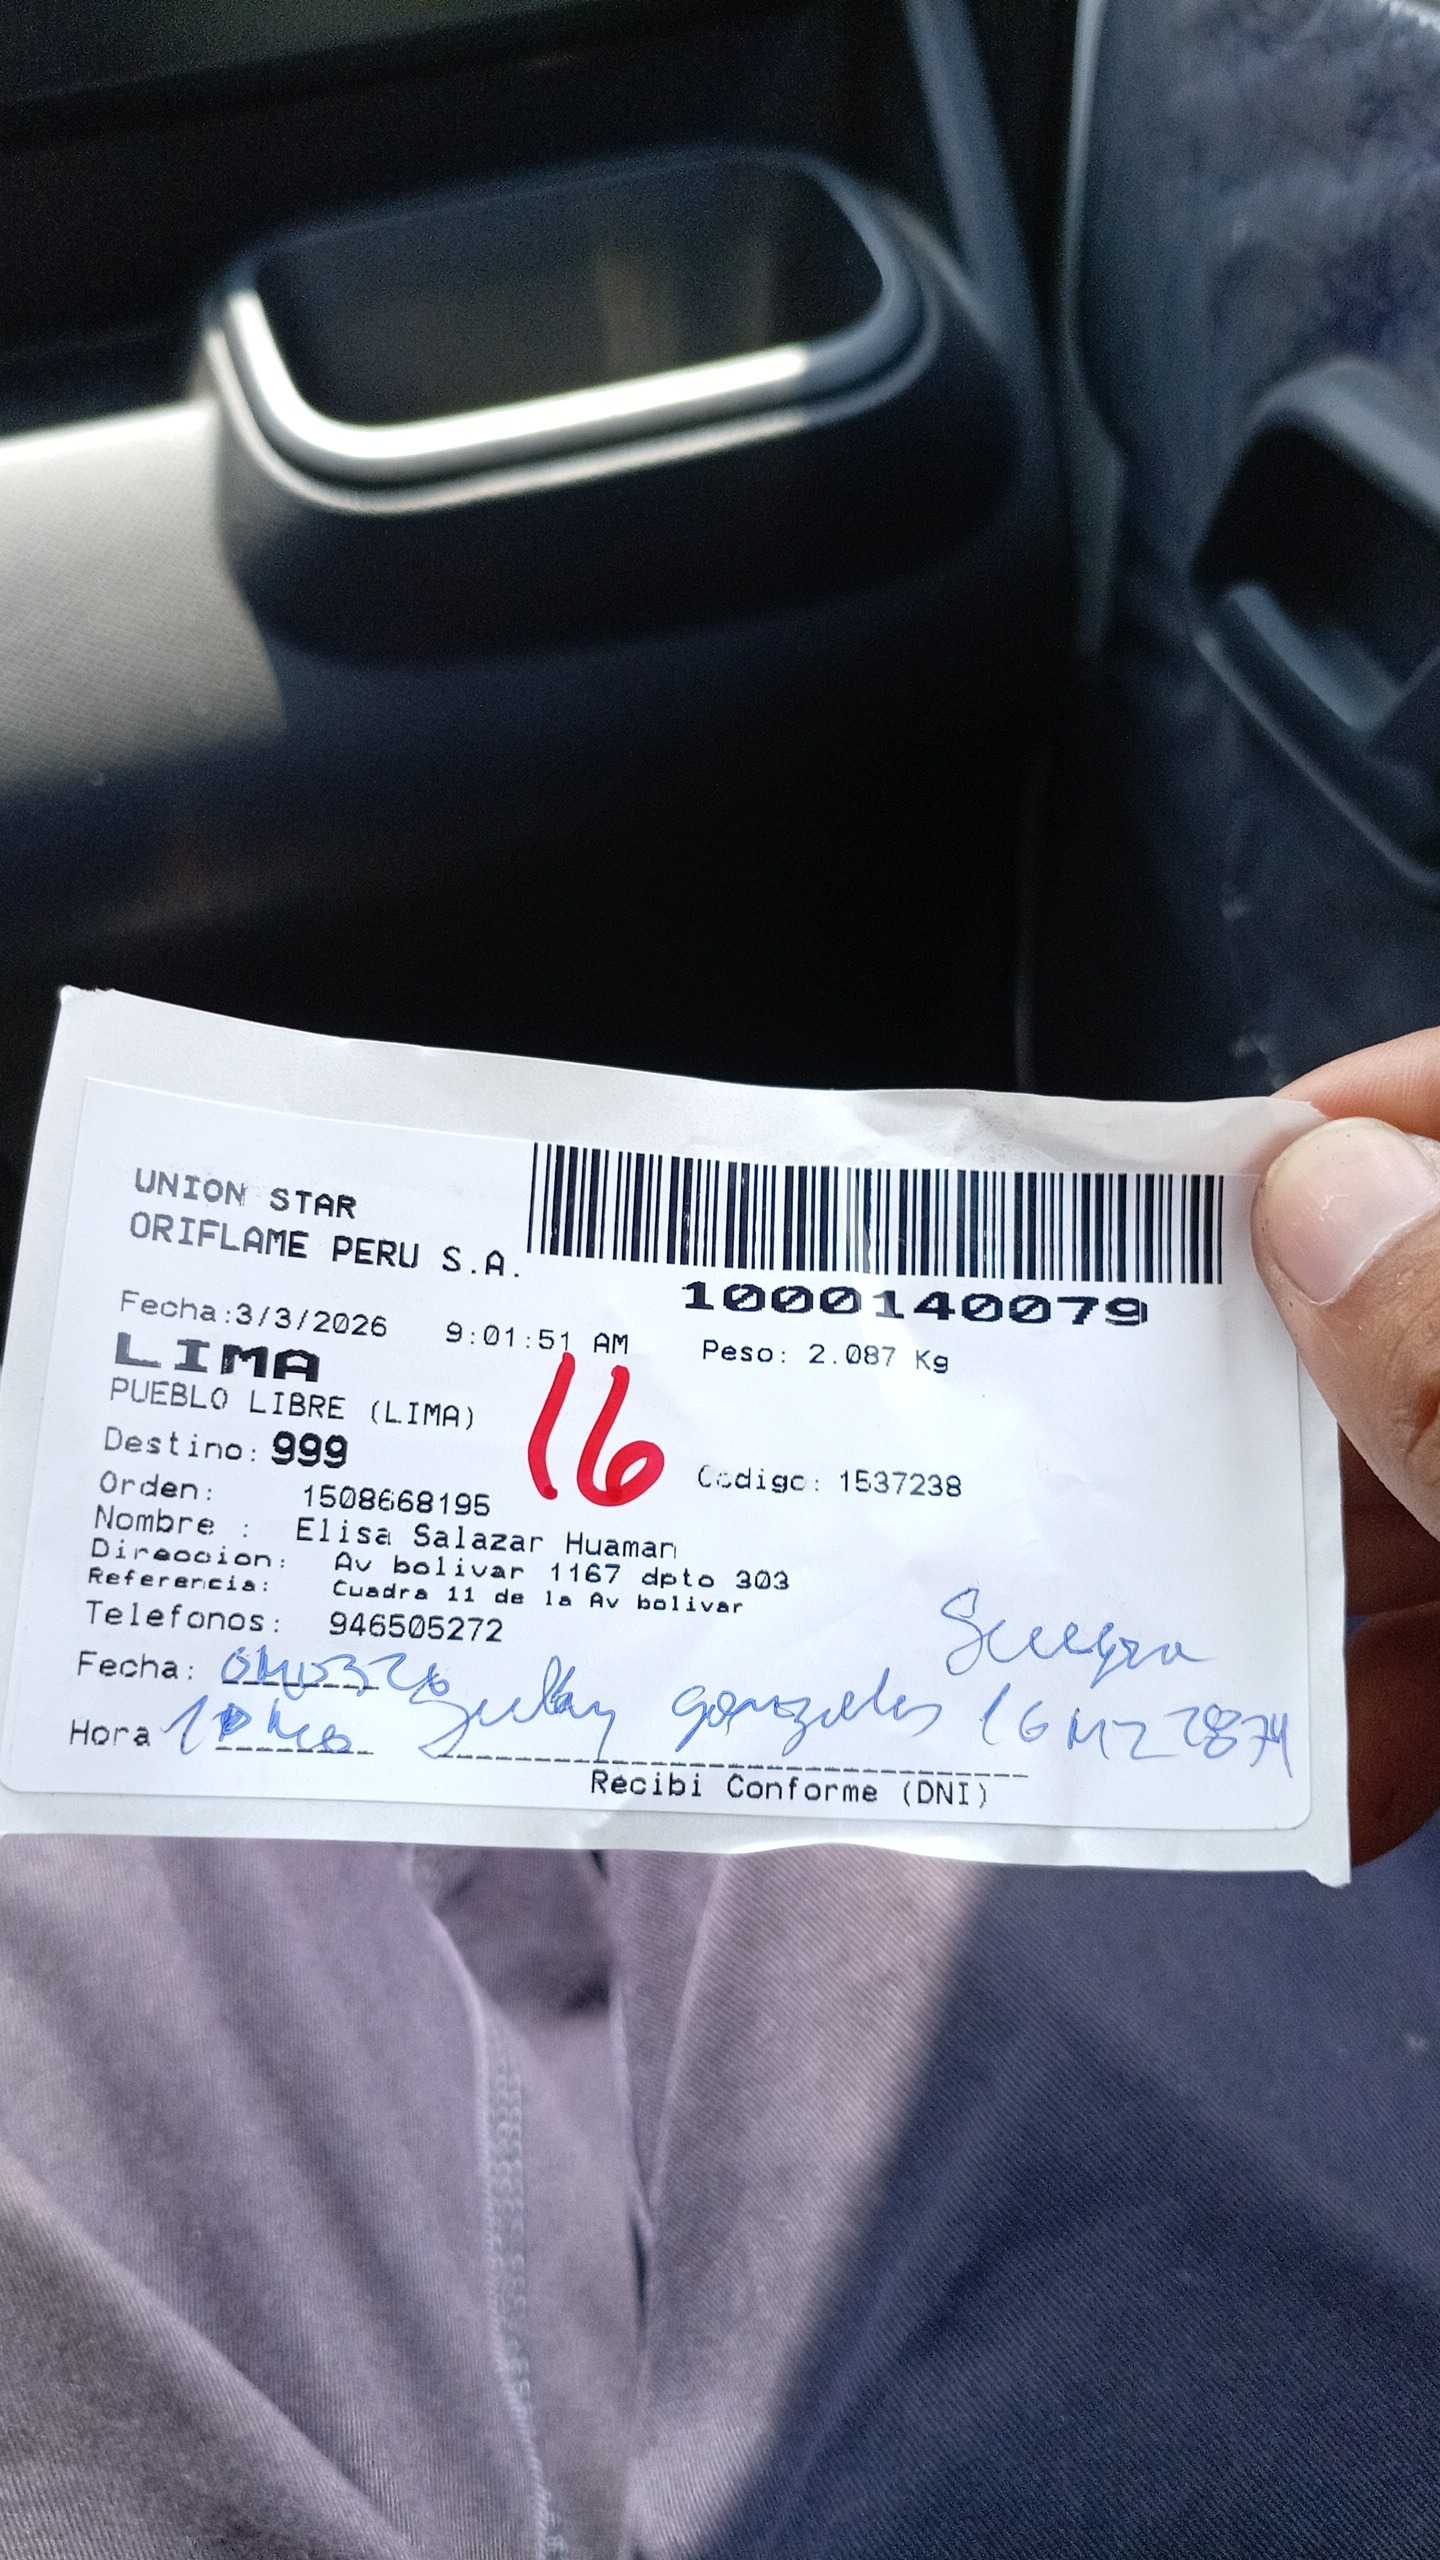 UNION STAR
ORIFLAME PERU S.A.
1000140079
Fecha:3/3/2026 9:01:51 AM
Peso: 2.087 Kg
LIMA
PUEBLO LIBRE (LIMA)
16
Destino: 999
Codigo: 1537238
Orden: 1508668195
Nombre : Elisa Salazar Huaman
Direccion: Av bolivar 1167 dpto 303
Referencia: Cuadra 11 de la Av bolivar
Telefonos: 946505272
Suegra
Fecha:
Hora gonzales
Recibi Conforme (DNI)